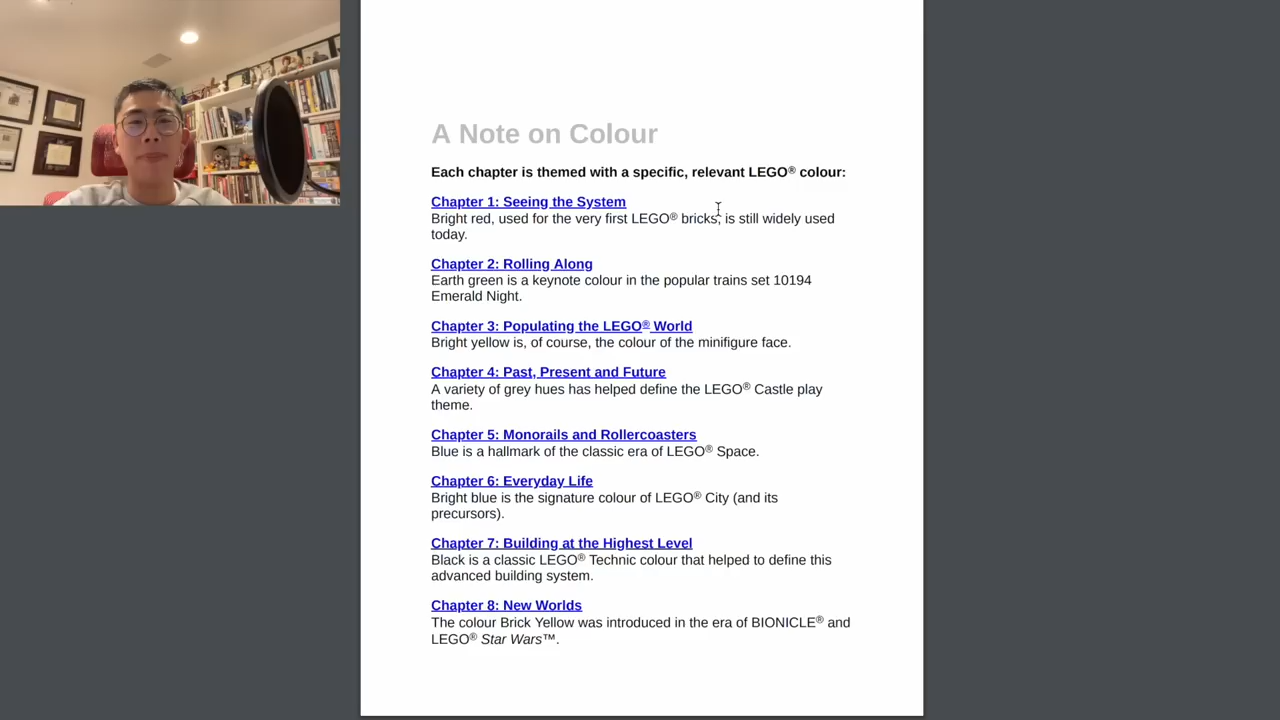 A Note on Colour
Each chapter is themed with a specific, relevant LEGO® colour:
Chapter 1: Seeing the System
Bright red, used for the very first LEGO® bricks, is still widely used
today.
Chapter 2: Rolling Along
Earth green is a keynote colour in the popular trains set 10194
Emerald Night.
Chapter 3: Populating the LEGO® World
Bright yellow is, of course, the colour of the minifigure face.
Chapter 4: Past, Present and Future
A variety of grey hues has helped define the LEGO® Castle play
theme.
Chapter 5: Monorails and Rollercoasters
Blue is a hallmark of the classic era of LEGO® Space.
Chapter 6: Everyday Life
Bright blue is the signature colour of LEGO® City (and its
precursors).
Chapter 7: Building at the Highest Level
Black is a classic LEGO® Technic colour that helped to define this
advanced building system.
Chapter 8: New Worlds
The colour Brick Yellow was introduced in the era of BIONICLE® and
LEGO® Star Wars™.